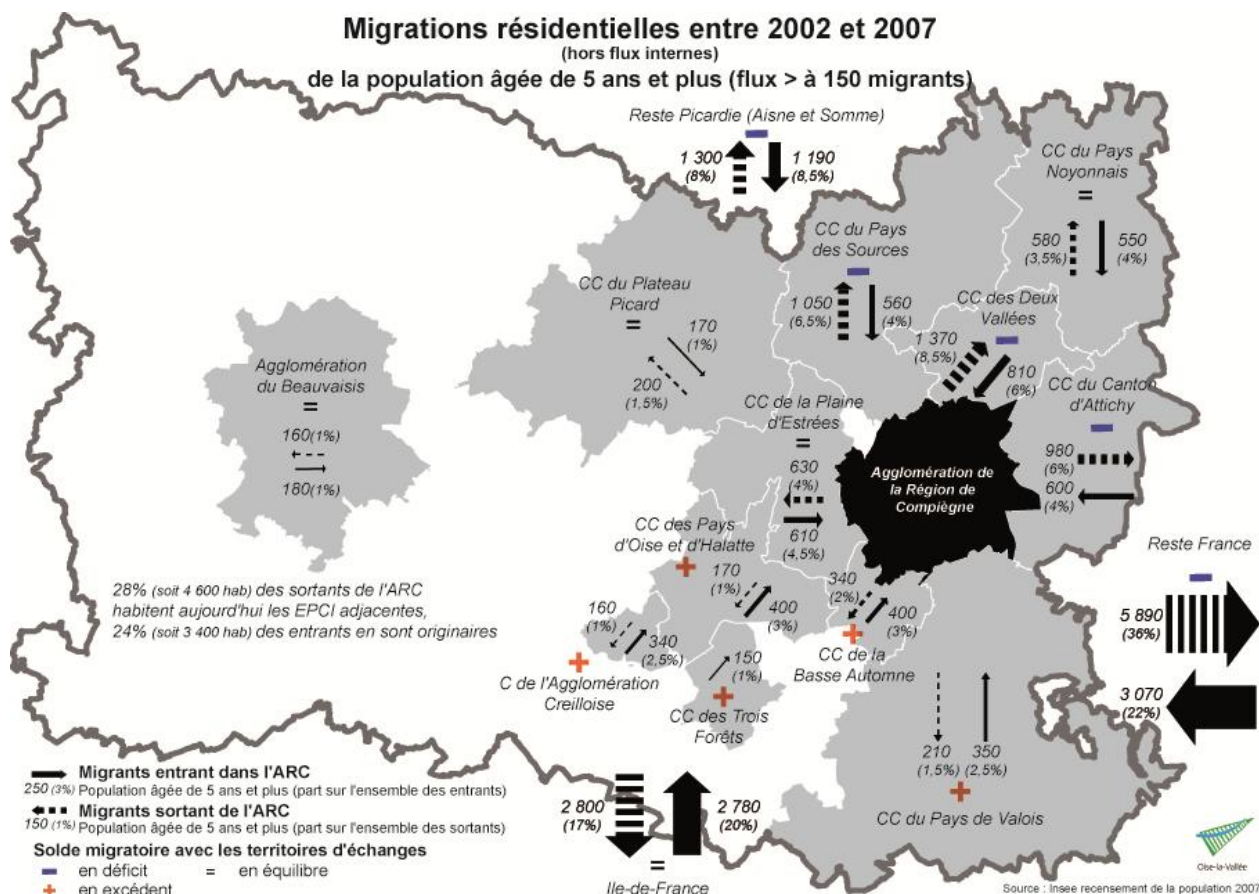 Migrations résidentielles entre 2002 et 2007
(hors flux internes)
de la population âgée de 5 ans et plus (flux > à 150 migrants)
Reste Picardie (Aisne et Somme)
1 300
(8%)
1 190
(8,5%)
CC du Pays
Noyonnais
=
580
(3,5%)
550
(4%)
CC du Pays
des Sources
1 050
(6,5%)
560
(4%)
CC du Plateau
Picard
=
170
(1%)
200
(1,5%)
CC des Deux
Vallées
1 370
(8,5%)
810
(6%)
Agglomération
du Beauvaisis
=
160(1%)
180(1%)
CC de la Plaine
d'Estrées
=
630
(4%)
610
(4,5%)
CC du Canton
d'Attichy
980
(6%)
600
(4%)
Agglomération de
la Région de
Compiègne
CC des Pays
d'Oise et d'Halatte
170
(1%)
400
(3%)
340
(2%)
400
(3%)
CC de la
Basse Automne
Reste France
5 890
(36%)
3 070
(22%)
28% (soit 4 600 hab) des sortants de l'ARC
habitent aujourd'hui les EPCI adjacentes,
24% (soit 3 400 hab) des entrants en sont originaires
160
(1%)
340
(2,5%)
C de l'Agglomération
Creilloise
150
(1%)
CC des Trois
Forêts
210
(1,5%)
350
(2,5%)
CC du Pays de Valois
Migrants entrant dans l'ARC
250 (3%) Population âgée de 5 ans et plus (part sur l'ensemble des entrants)
Migrants sortant de l'ARC
150 (1%) Population âgée de 5 ans et plus (part sur l'ensemble des sortants)
Solde migratoire avec les territoires d'échanges
en déficit = en équilibre
en excédent
2 800
(17%)
2 780
(20%)
=
Ile-de-France
Oise-la-Vallée
Source : Insee recensement de la population 2007